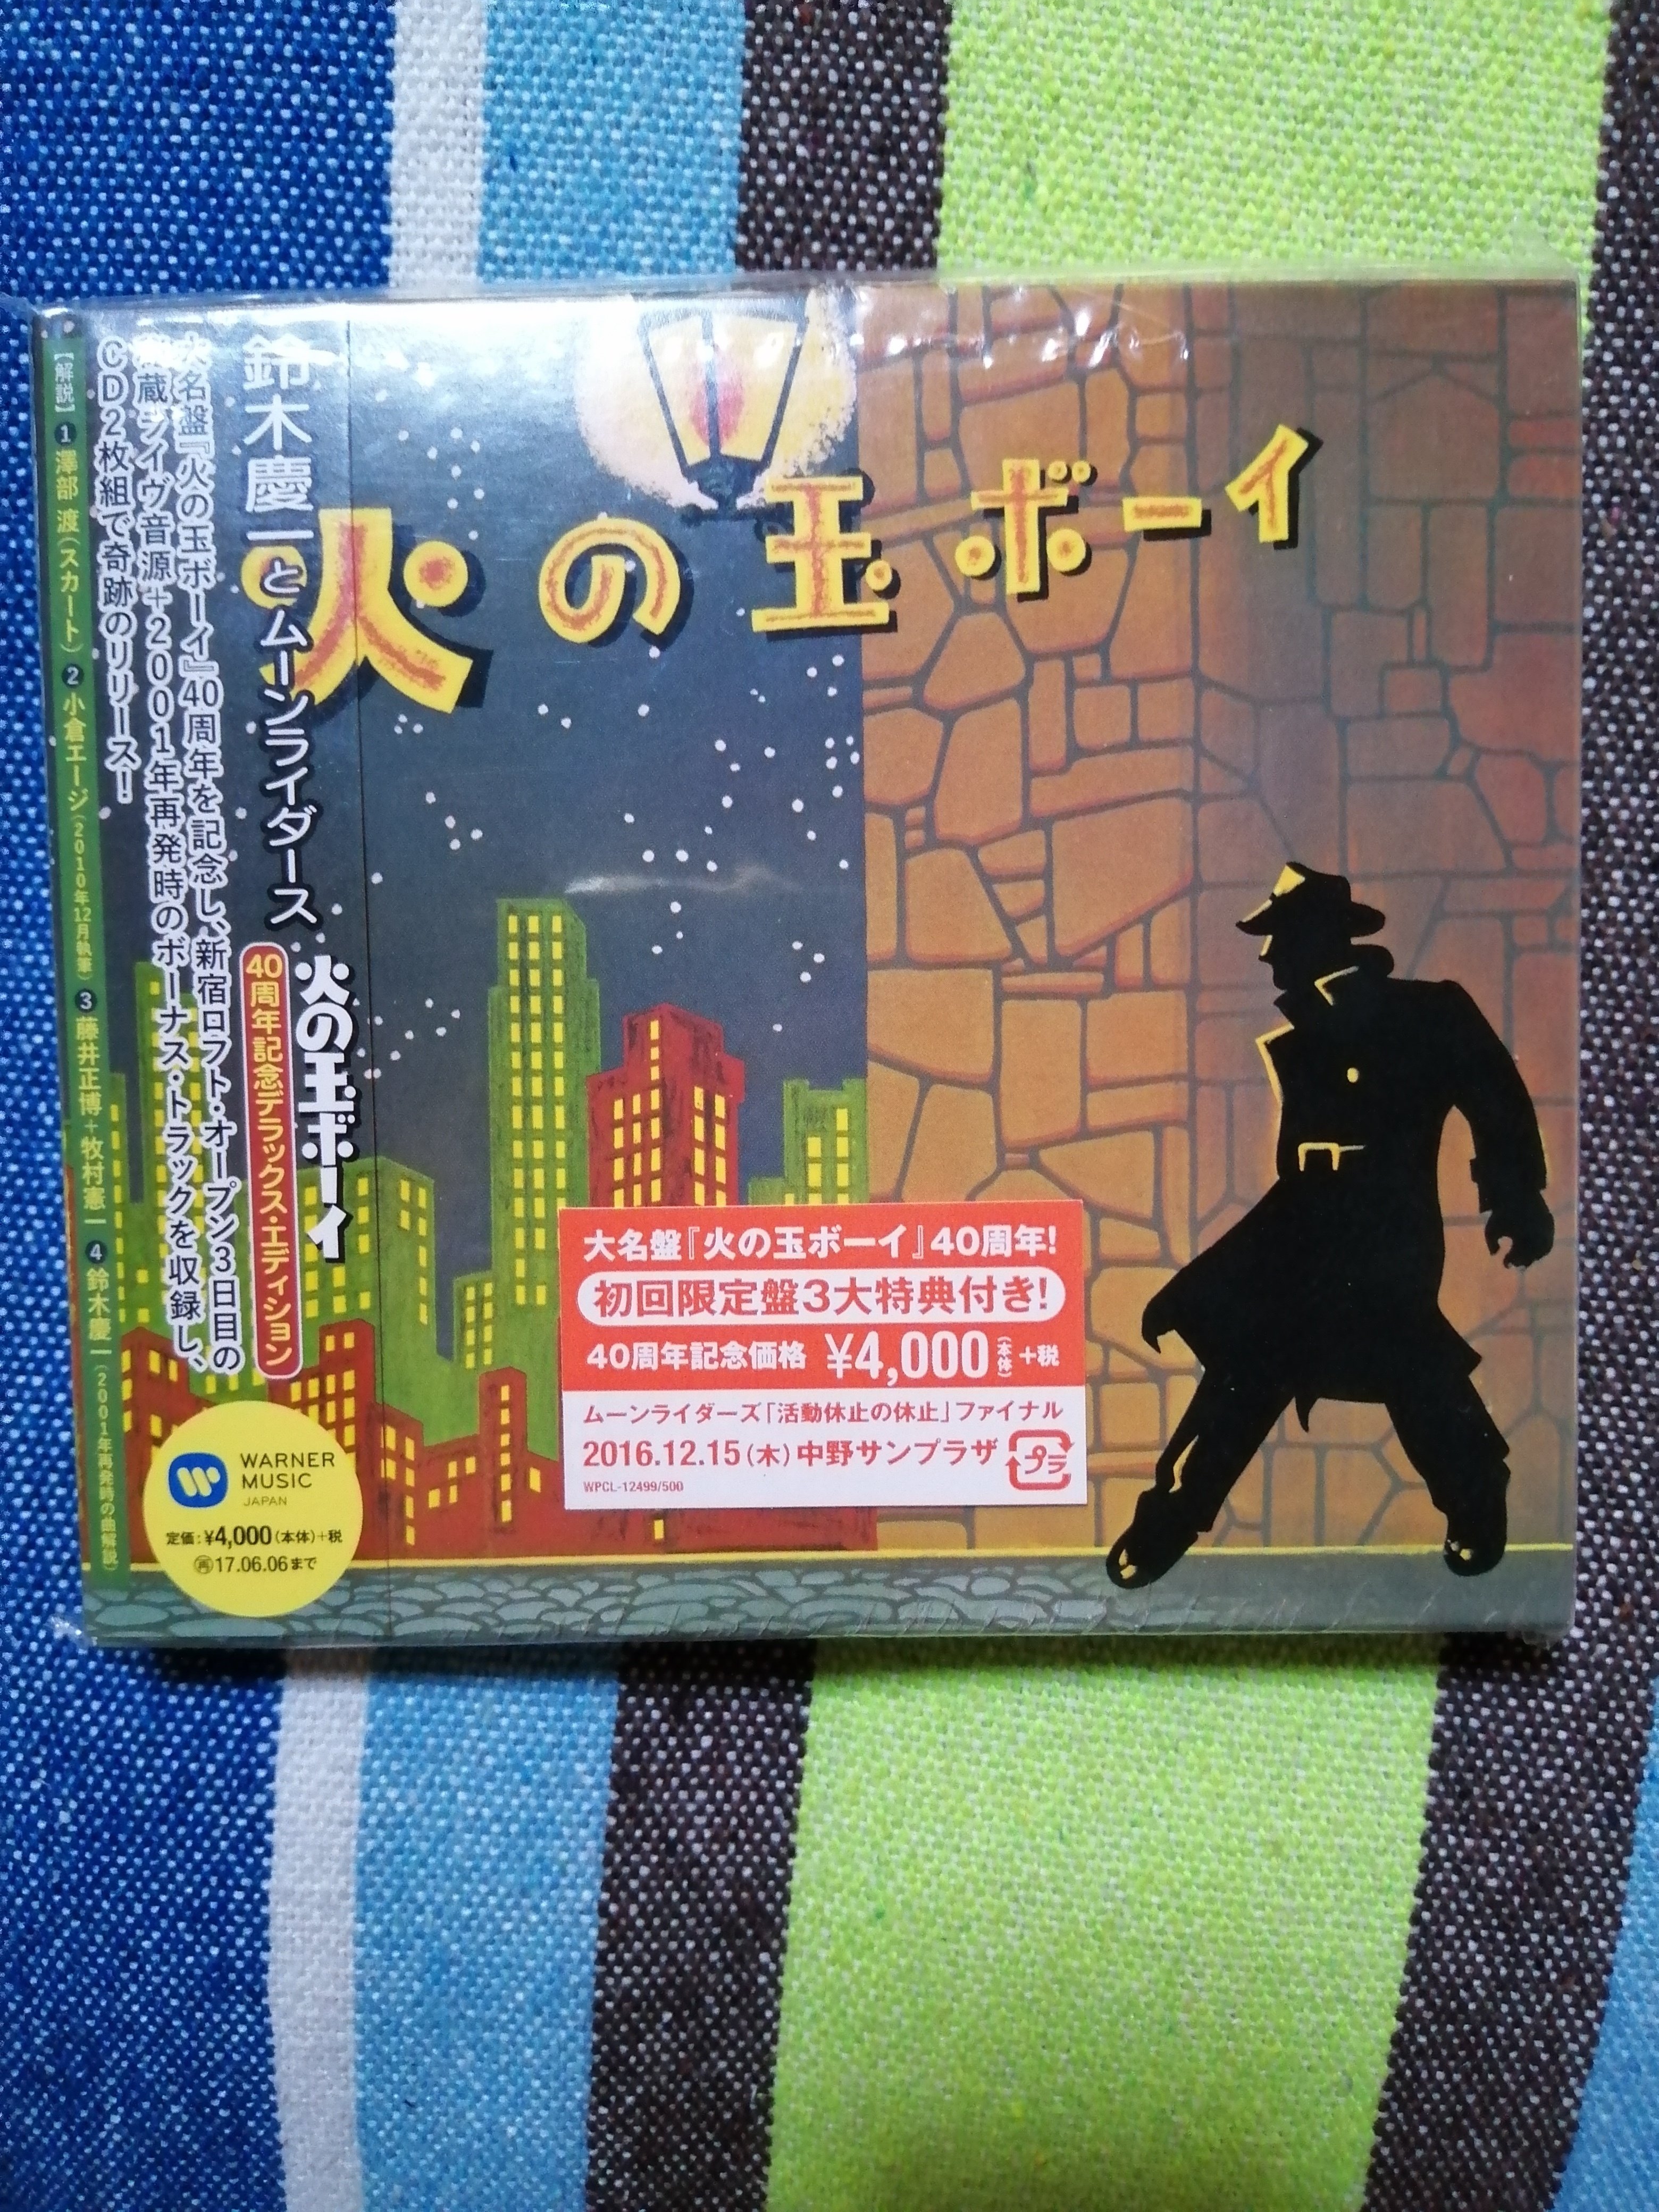 火の玉ボーイ
鈴木慶一とムーンライダース
火の玉ボーイ
40周年記念デラックス・エディション
大名盤『火の玉ボーイ』40周年を記念し、新宿ロフト・オープン3日目の
蔵ライヴ音源+2001年再発時のボーナス・トラックを収録し、
CD2枚組で奇跡のリリース!
【解説】❶澤部 渡(スカート) ❷小倉エージ(2010年12月執筆) ❸藤井正博+牧村憲一 ❹鈴木慶一(2001年再発時の曲解説)
WARNER
MUSIC
JAPAN
定価:¥4,000(本体)+税
㋞17.06.06まで
大名盤『火の玉ボーイ』40周年!
初回限定盤3大特典付き!
40周年記念価格 ¥4,000(本体)+税
ムーンライダーズ「活動休止の休止」ファイナル
2016.12.15(木)中野サンプラザ
プラ
WPCL-12499/500